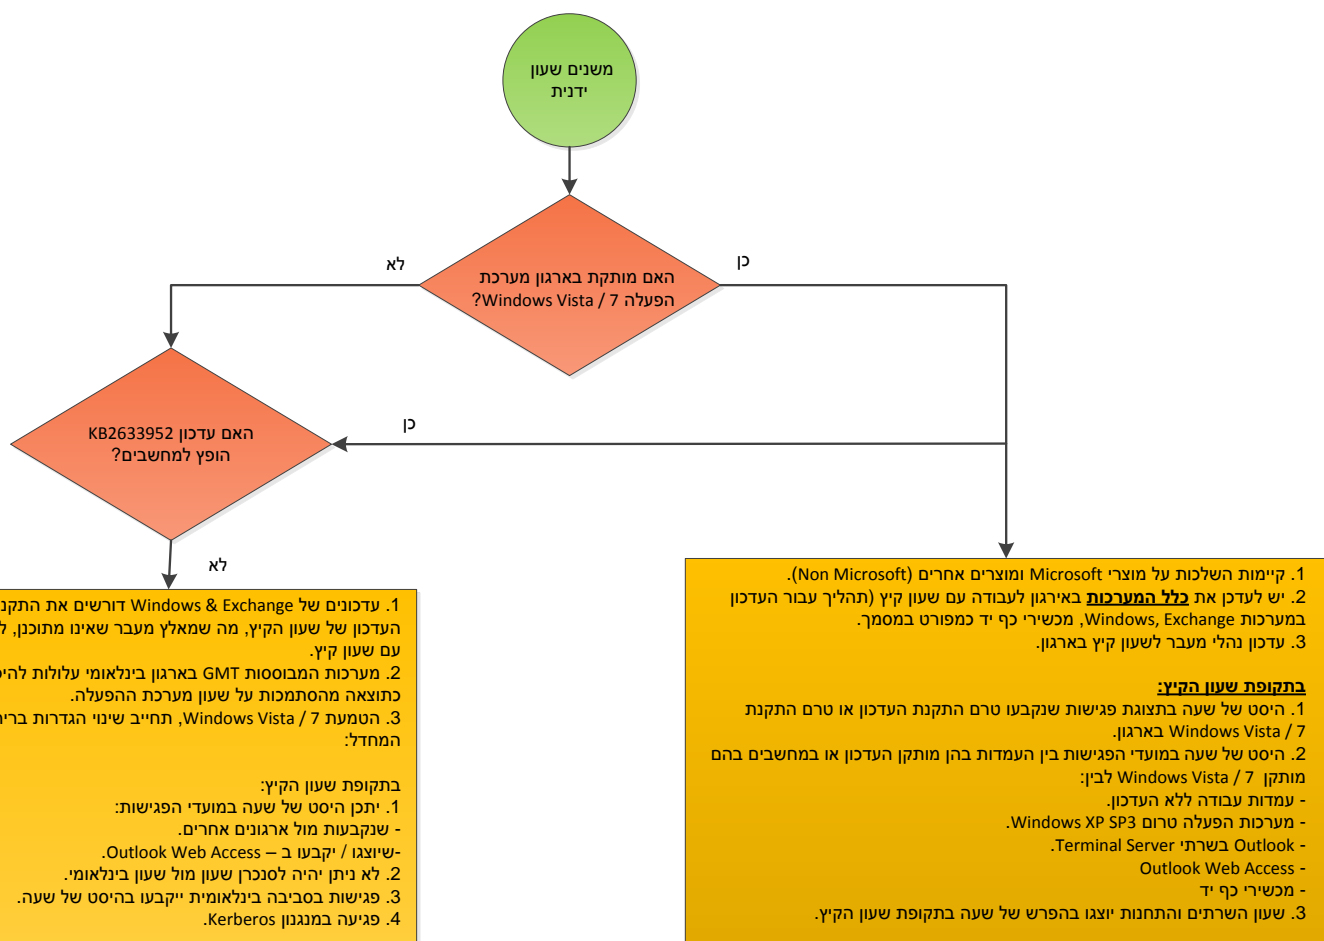 משנים שעון
ידנית
האם מותקת בארגון מערכת
הפעלה Windows Vista / 7?
לא
כן
האם עדכון KB2633952
הופץ למחשבים?
כן
לא
1. קיימות השלכות על מוצרי Microsoft ומוצרים אחרים (Non Microsoft).
2. יש לעדכן את כלל המערכות באירגון לעבודה עם שעון קיץ (תהליך עבור העדכון
במערכות Windows, Exchange, מכשירי כף יד כמפורט במסמך.
3. עדכון נהלי מעבר לשעון קיץ בארגון.
בתקופת שעון הקיץ:
1. היסט של שעה בתצוגת פגישות שנקבעו טרם התקנת העדכון או טרם התקנת
Windows Vista / 7 בארגון.
2. היסט של שעה במועדי הפגישות בין העמדות בהן מותקן העדכון או במחשבים בהם
מותקן Windows Vista / 7 לבין:
- עמדות עבודה ללא העדכון.
- מערכות הפעלה טרום Windows XP SP3.
- Outlook בשרתי Terminal Server.
- Outlook Web Access
- מכשירי כף יד
3. שעון השרתים והתחנות יוצגו בהפרש של שעה בתקופת שעון הקיץ.
1. עדכונים של Windows & Exchange דורשים את
העדכון של שעון הקיץ, מה שמאלץ מעבר שאינו מתוכנן,
עם שעון קיץ.
2. מערכות המבוססות GMT בארגון בינלאומי עלולות
כתוצאה מהסתמכות על שעון מערכת ההפעלה.
3. הטמעת Windows Vista / 7, תחייב שינוי הגדרות
המחדל:
בתקופת שעון הקיץ:
1. יתכן היסט של שעה במועדי הפגישות:
- שנקבעות מול ארגונים אחרים.
-שיוצגו / יקבעו ב – Outlook Web Access.
2. לא ניתן יהיה לסנכרן שעון מול שעון בינלאומי.
3. פגישות בסביבה בינלאומית ייקבעו בהיסט של שעה.
4. פגיעה במנגנון Kerberos.